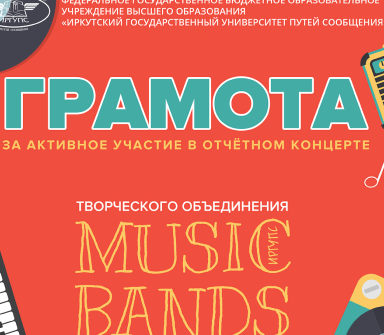 ФЕДЕРАЛЬНОЕ ГОСУДАРСТВЕННОЕ БЮДЖЕТНОЕ ОБРАЗОВАТЕЛЬНОЕ
УЧРЕЖДЕНИЕ ВЫСШЕГО ОБРАЗОВАНИЯ
«ИРКУТСКИЙ ГОСУДАРСТВЕННЫЙ УНИВЕРСИТЕТ ПУТЕЙ СООБЩЕНИЯ
ИРГУПС
ГРАМОТА
ЗА АКТИВНОЕ УЧАСТИЕ В ОТЧЁТНОМ КОНЦЕРТЕ
ТВОРЧЕСКОГО ОБЪЕДИНЕНИЯ
MUSIC
ИРГУПС
BANDS